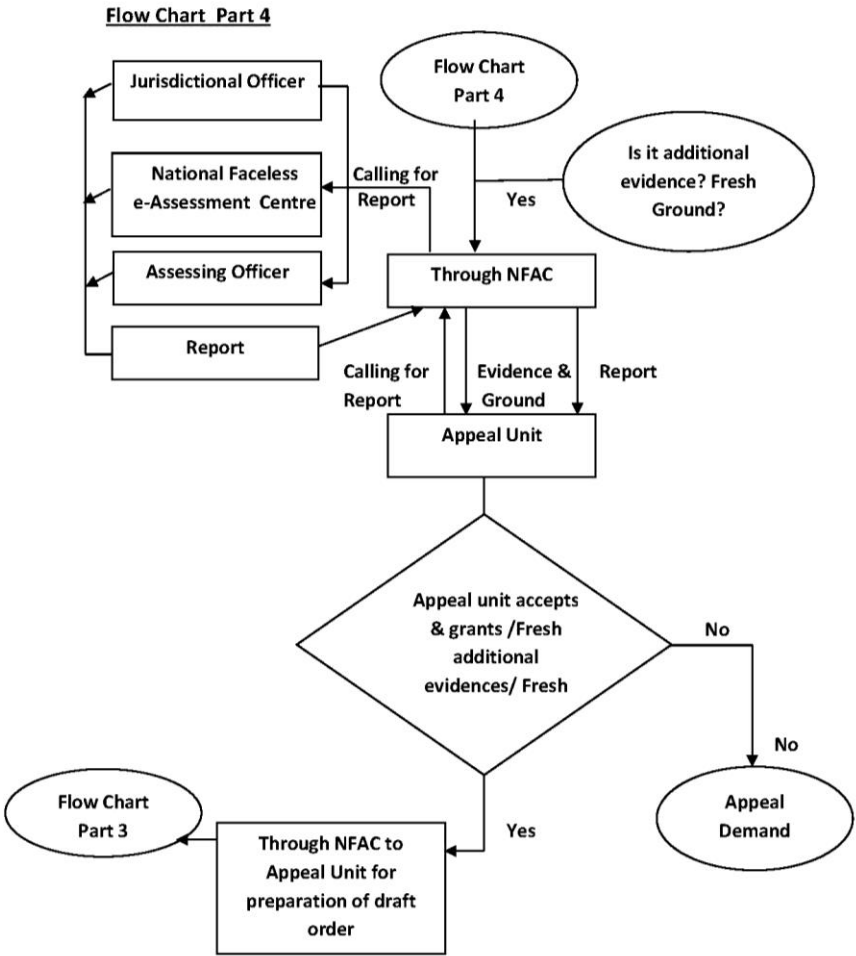 Flow Chart Part 4
Flow Chart
Part 4
Jurisdictional Officer
Is it additional
evidence? Fresh
Ground?
National Faceless
e-Assessment Centre
Calling for
Report
Yes
Assessing Officer
Through NFAC
Report
Calling for
Report
Evidence &
Ground
Report
Appeal Unit
Appeal unit accepts
& grants /Fresh
additional
evidences/ Fresh
No
No
Appeal
Demand
Flow Chart
Part 3
Yes
Through NFAC to
Appeal Unit for
preparation of draft
order